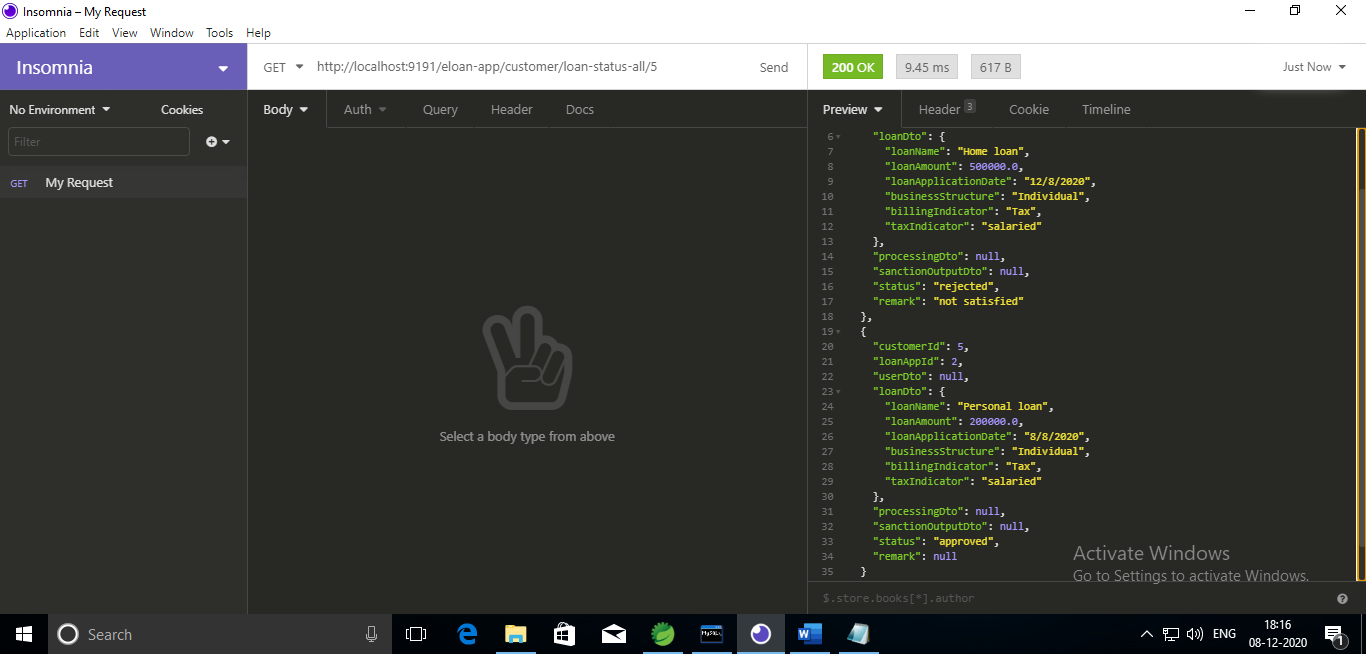 Insomnia – My Request
Application Edit View Window Tools Help
Insomnia
GET http://localhost:9191/eloan-app/customer/loan-status-all/5 Send
200 OK 9.45 ms 617 B Just Now
No Environment Cookies
Body Auth Query Header Docs
Preview Header 3 Cookie Timeline
Filter
GET My Request
Select a body type from above
6 "loanDto": {
7 "loanName": "Home loan",
8 "loanAmount": 500000.0,
9 "loanApplicationDate": "12/8/2020",
10 "businessStructure": "Individual",
11 "billingIndicator": "Tax",
12 "taxIndicator": "salaried"
13 },
14 "processingDto": null,
15 "sanctionOutputDto": null,
16 "status": "rejected",
17 "remark": "not satisfied"
18 },
19 {
20 "customerId": 5,
21 "loanAppId": 2,
22 "userDto": null,
23 "loanDto": {
24 "loanName": "Personal loan",
25 "loanAmount": 200000.0,
26 "loanApplicationDate": "8/8/2020",
27 "businessStructure": "Individual",
28 "billingIndicator": "Tax",
29 "taxIndicator": "salaried"
30 },
31 "processingDto": null,
32 "sanctionOutputDto": null,
33 "status": "approved",
34 "remark": null
35 }
Activate Windows
Go to Settings to activate Windows.
$.store.books[*].author
Search
MySQL
ENG
18:16
08-12-2020
1